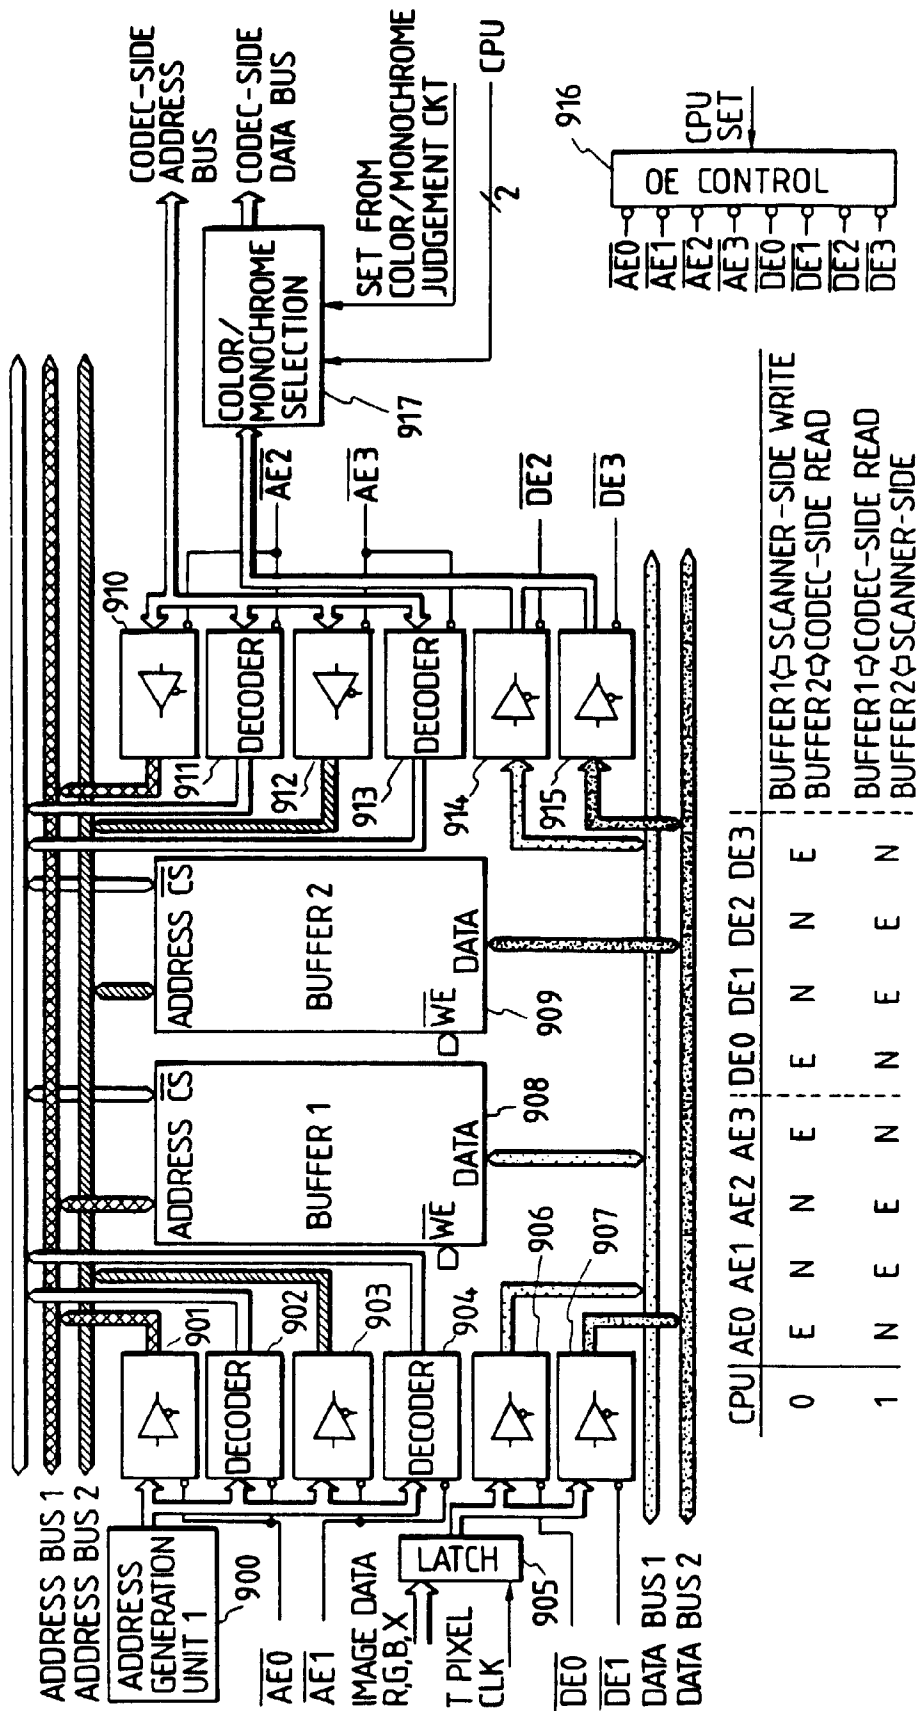 ADDRESS BUS 1
ADDRESS BUS 2
ADDRESS
GENERATION
UNIT 1
900
AE0
AE1
IMAGE DATA
R,G,B,X
T PIXEL
CLK
LATCH
905
DE0
DE1
DATA BUS 1
DATA BUS 2
901
DECODER
902
903
DECODER
904
906
907
ADDRESS CS
BUFFER 1
WE DATA
908
ADDRESS CS
BUFFER 2
WE DATA
909
910
DECODER
911
912
DECODER
913
914
915
AE2
AE3
DE2
DE3
CODEC-SIDE
ADDRESS
BUS
CODEC-SIDE
DATA BUS
COLOR/
MONOCHROME
SELECTION
917
SET FROM
COLOR/MONOCHROME
JUDGEMENT CKT
CPU
2
916
CPU
SET
OE CONTROL
AE0
AE1
AE2
AE3
DE0
DE1
DE2
DE3
CPU AE0 AE1 AE2 AE3 DE0 DE1 DE2 DE3
0 E N N E E N N E BUFFER1⇦SCANNER-SIDE WRITE
BUFFER2⇨CODEC-SIDE READ
1 N E E N N E E N BUFFER1⇨CODEC-SIDE READ
BUFFER2⇦SCANNER-SIDE